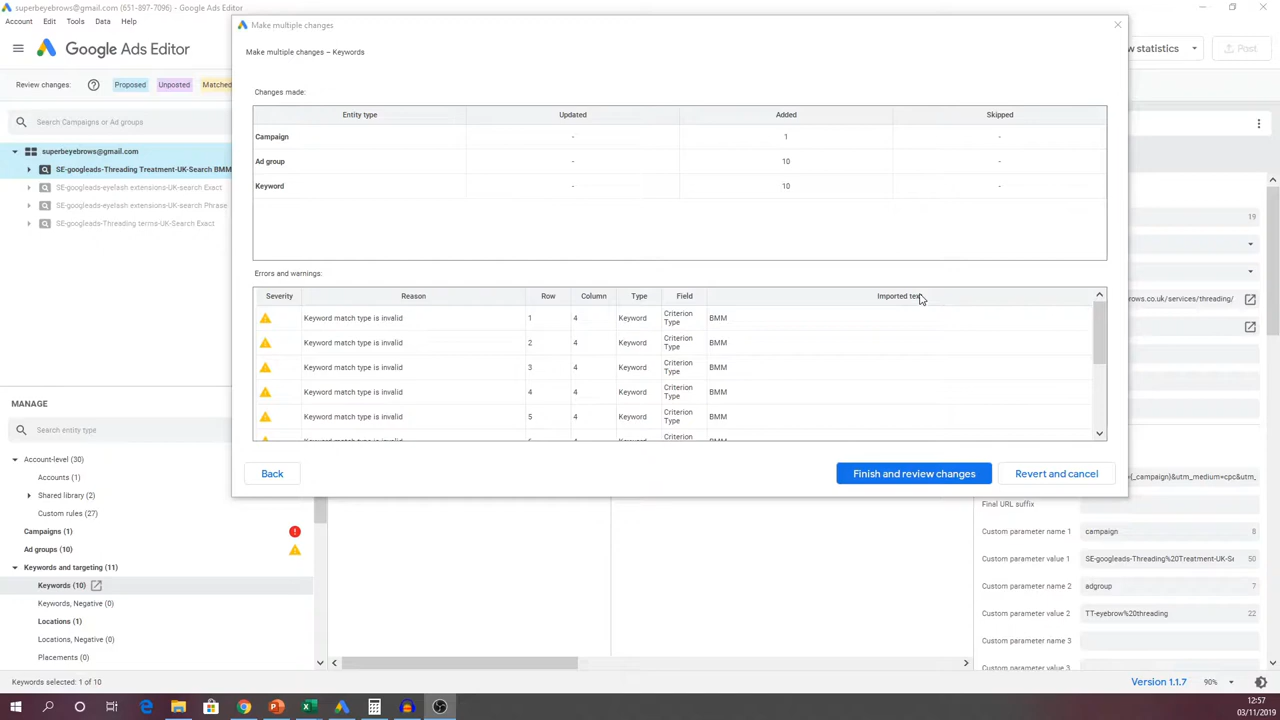 superbeyebrows@gmail.com (651-897-7096) - Google Ads Editor
Account Edit Tools Data Help
Google Ads Editor
w statistics
Post
Review changes:
Proposed
Unposted
Matched
Search Campaigns or Ad groups
superbeyebrows@gmail.com
SE-googleads-Threading Treatment-UK-Search BMM
SE-googleads-eyelash extensions-UK-search Exact
SE-googleads-eyelash extensions-UK-search Phrase
SE-googleads-Threading terms-UK-Search Exact
MANAGE
Search entity type
Account-level (30)
Accounts (1)
Shared library (2)
Custom rules (27)
Campaigns (1)
Ad groups (10)
Keywords and targeting (11)
Keywords (10)
Keywords, Negative (0)
Locations (1)
Locations, Negative (0)
Placements (0)
Keywords selected: 1 of 10
Make multiple changes
Make multiple changes – Keywords
Changes made:
Entity type Updated Added Skipped
Campaign - 1 -
Ad group - 10 -
Keyword - 10 -
Errors and warnings:
Severity Reason Row Column Type Field Imported text
Keyword match type is invalid 1 4 Keyword Criterion Type BMM
Keyword match type is invalid 2 4 Keyword Criterion Type BMM
Keyword match type is invalid 3 4 Keyword Criterion Type BMM
Keyword match type is invalid 4 4 Keyword Criterion Type BMM
Keyword match type is invalid 5 4 Keyword Criterion Type BMM
Back
Finish and review changes
Revert and cancel
19
rows.co.uk/services/threading/
{_campaign}&utm_medium=cpc&utm_
Final URL suffix
Custom parameter name 1 campaign 8
Custom parameter value 1 SE-googleads-Threading%20Treatment-UK-S 50
Custom parameter name 2 adgroup 7
Custom parameter value 2 TT-eyebrow%20threading 22
Custom parameter name 3
Custom parameter value 3
Version 1.1.7
90%
12:57
03/11/2019